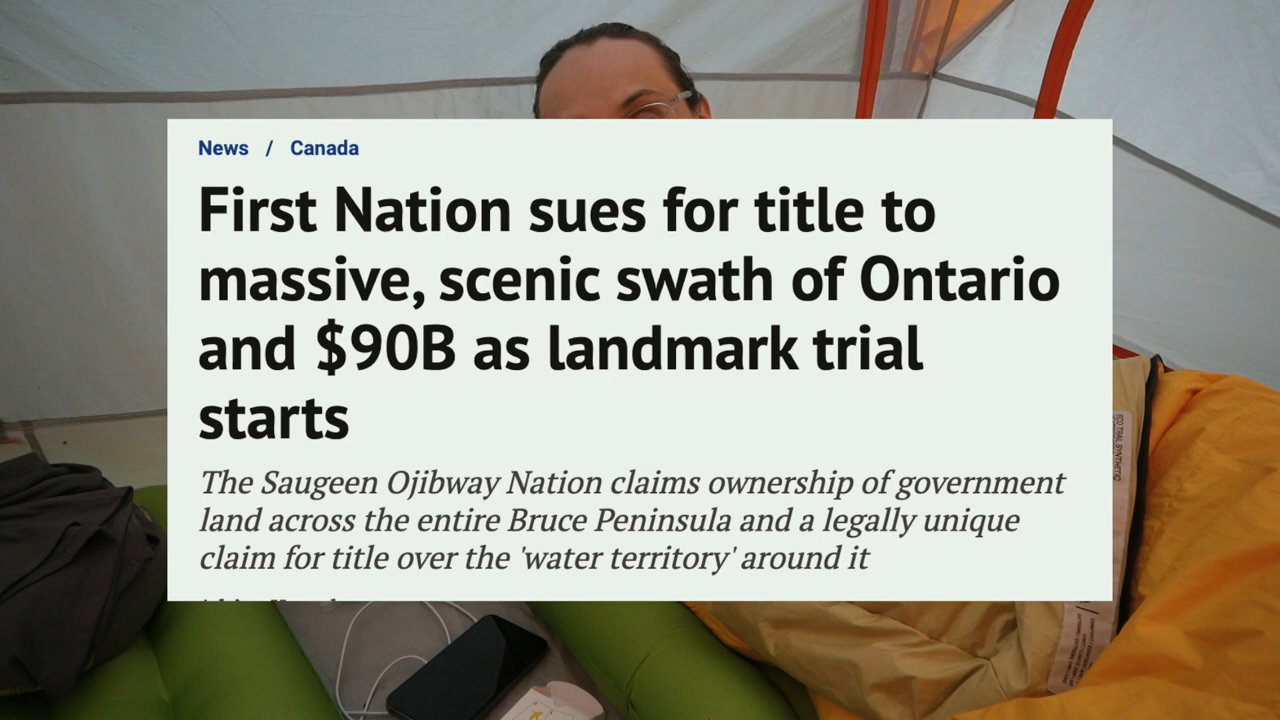 News / Canada
First Nation sues for title to
massive, scenic swath of Ontario
and $90B as landmark trial
starts
The Saugeen Ojibway Nation claims ownership of government
land across the entire Bruce Peninsula and a legally unique
claim for title over the 'water territory' around it